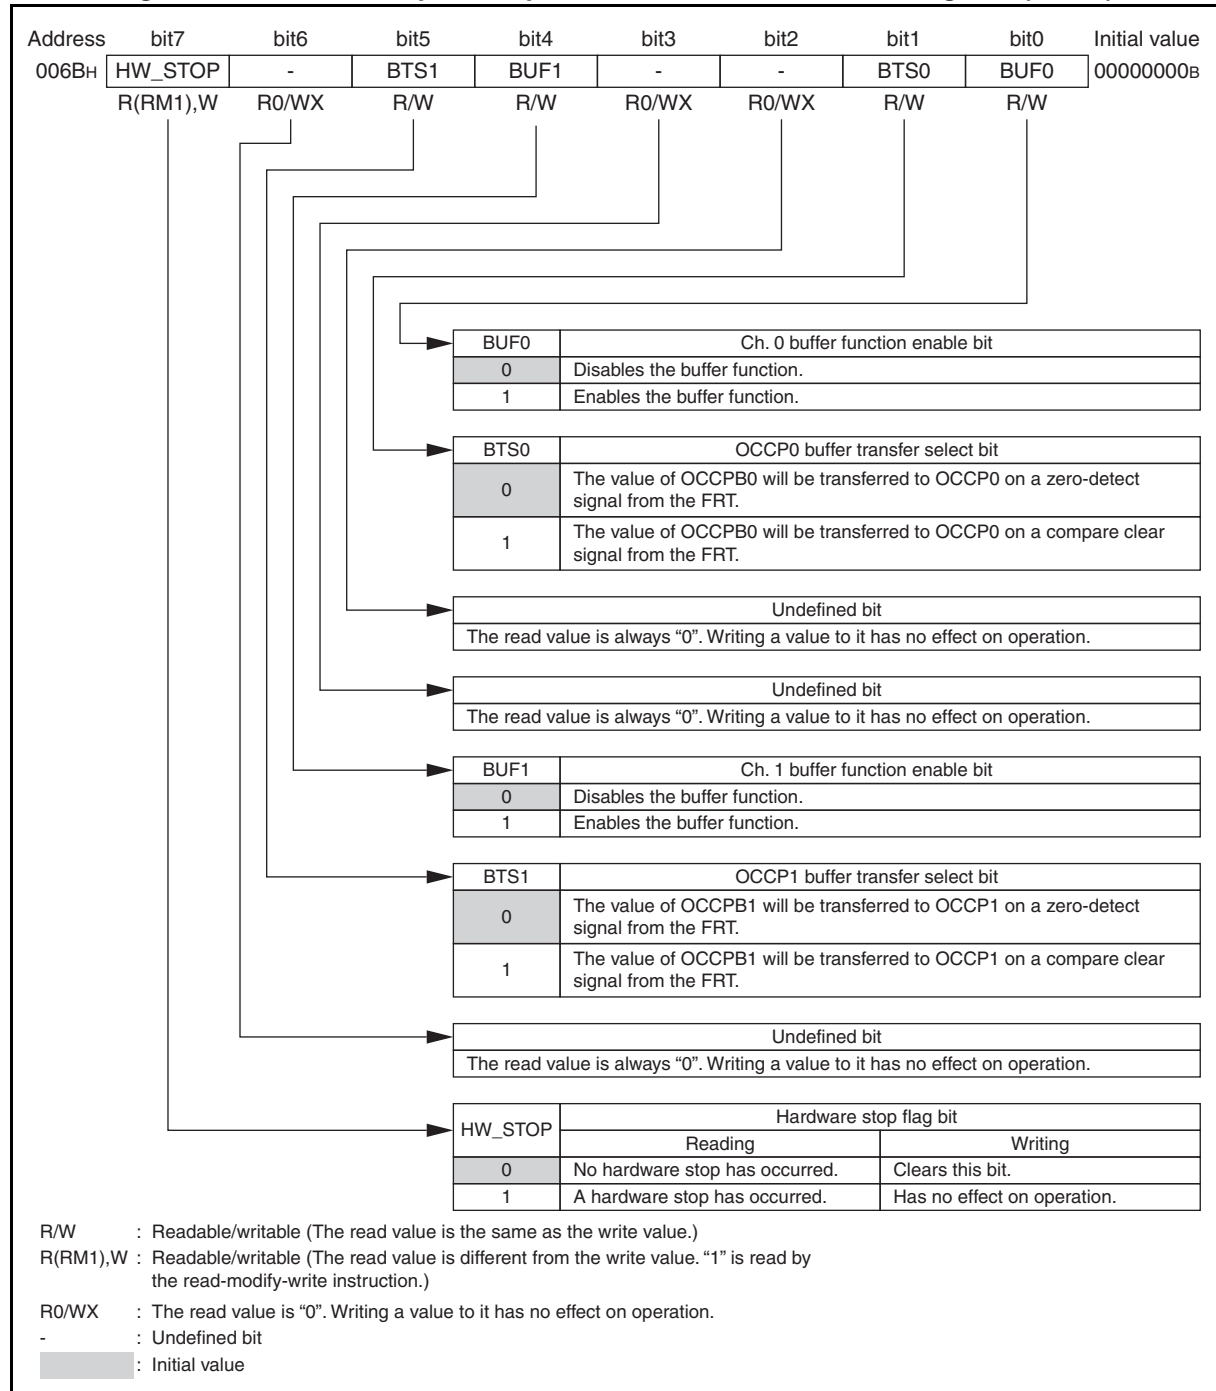 Address bit7 bit6 bit5 bit4 bit3 bit2 bit1 bit0 Initial value
006BH HW_STOP - BTS1 BUF1 - - BTS0 BUF0 00000000B
R(RM1),W R0/WX R/W R/W R0/WX R0/WX R/W R/W
BUF0 Ch. 0 buffer function enable bit
0 Disables the buffer function.
1 Enables the buffer function.
BTS0 OCCP0 buffer transfer select bit
0 The value of OCCPB0 will be transferred to OCCP0 on a zero-detect
signal from the FRT.
1 The value of OCCPB0 will be transferred to OCCP0 on a compare clear
signal from the FRT.
Undefined bit
The read value is always “0”. Writing a value to it has no effect on operation.
Undefined bit
The read value is always “0”. Writing a value to it has no effect on operation.
BUF1 Ch. 1 buffer function enable bit
0 Disables the buffer function.
1 Enables the buffer function.
BTS1 OCCP1 buffer transfer select bit
0 The value of OCCPB1 will be transferred to OCCP1 on a zero-detect
signal from the FRT.
1 The value of OCCPB1 will be transferred to OCCP1 on a compare clear
signal from the FRT.
Undefined bit
The read value is always “0”. Writing a value to it has no effect on operation.
HW_STOP Hardware stop flag bit
Reading Writing
0 No hardware stop has occurred. Clears this bit.
1 A hardware stop has occurred. Has no effect on operation.
R/W : Readable/writable (The read value is the same as the write value.)
R(RM1),W : Readable/writable (The read value is different from the write value. “1” is read by
the read-modify-write instruction.)
R0/WX : The read value is “0”. Writing a value to it has no effect on operation.
- : Undefined bit
: Initial value